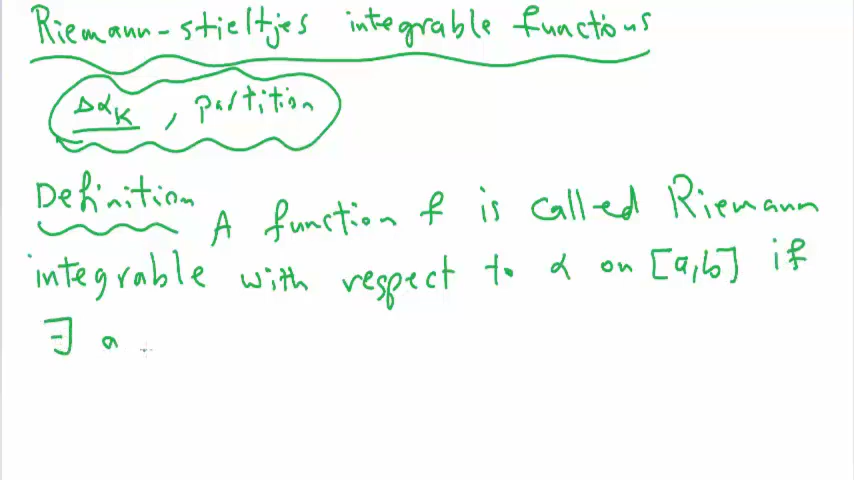 Riemann-stieltjes integrable functions
Δα_K, partition
Definition A function f is called Riemann
integrable with respect to α on [a,b] if
∃ a